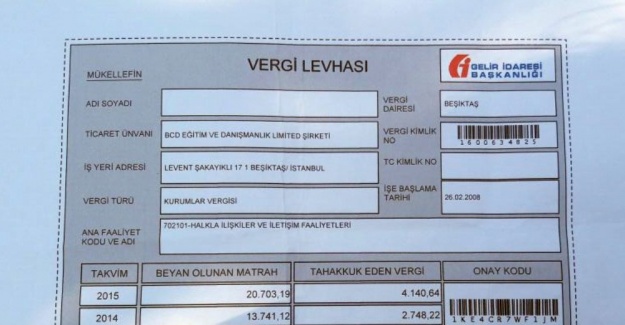 VERGİ LEVHASI
GELİR İDARESİ
BAŞKANLIĞI
MÜKELLEFİN
ADI SOYADI
VERGİ DAİRESİ BEŞİKTAŞ
TİCARET ÜNVANI BCD EĞİTİM VE DANIŞMANLIK LIMITED ŞİRKETİ
VERGİ KİMLİK NO 1600634825
İŞ YERİ ADRESİ LEVENT ŞAKAYIKLI 17 1 BEŞİKTAŞ/ İSTANBUL
TC KİMLİK NO
VERGİ TÜRÜ KURUMLAR VERGİSİ
İŞE BAŞLAMA TARİHİ 26.02.2008
ANA FAALİYET KODU VE ADI 702101-HALKLA İLİŞKİLER VE İLETİŞİM FAALİYETLERİ
TAKVİM BEYAN OLUNAN MATRAH TAHAKKUK EDEN VERGİ ONAY KODU
2015 20.703,19 4.140,64
2014 13.741,12 2.748,22
1KE4CR7WF1JM